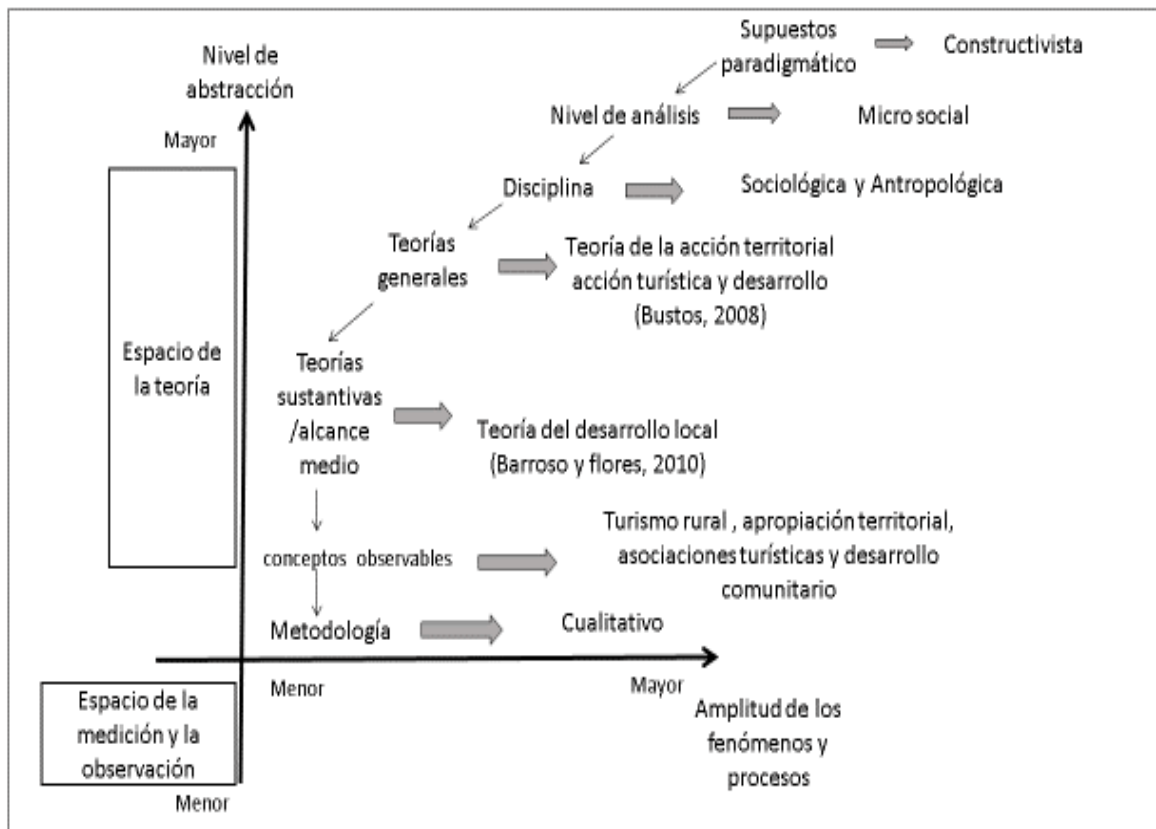 Nivel de
abstracción
Mayor
Supuestos
paradigmático
Constructivista
Nivel de análisis
Micro social
Disciplina
Sociológica y Antropológica
Teorías
generales
Teoría de la acción territorial
acción turística y desarrollo
(Bustos, 2008)
Espacio de
la teoría
Teorías
sustantivas
/alcance
medio
Teoría del desarrollo local
(Barroso y flores, 2010)
conceptos observables
Turismo rural , apropiación territorial,
asociaciones turísticas y desarrollo
comunitario
Metodología
Cualitativo
Menor
Mayor
Amplitud de los
fenómenos y
procesos
Espacio de la
medición y la
observación
Menor